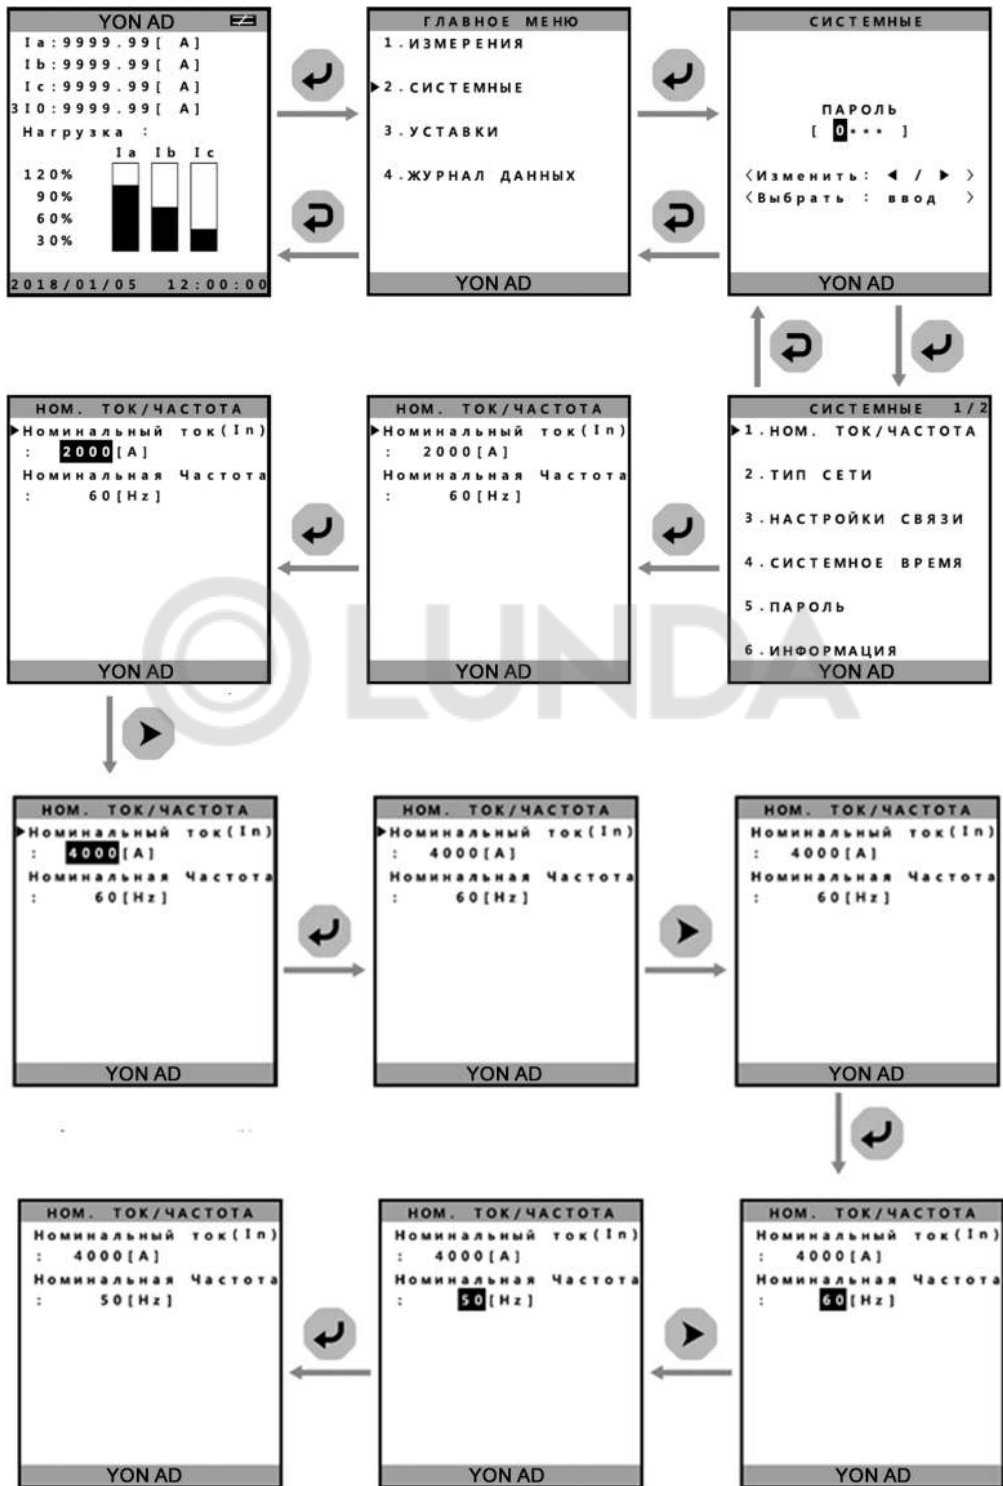 YON AD
Ia:9999.99[ A]
Ib:9999.99[ A]
Ic:9999.99[ A]
3I0:9999.99[ A]
Нагрузка :
Ia Ib Ic
120%
90%
60%
30%
2018/01/05 12:00:00
ГЛАВНОЕ МЕНЮ
1.ИЗМЕРЕНИЯ
2.СИСТЕМНЫЕ
3.УСТАВКИ
4.ЖУРНАЛ ДАННЫХ
YON AD
СИСТЕМНЫЕ
ПАРОЛЬ
[ 0*** ]
<Изменить: ◀ / ▶ >
<Выбрать : ввод >
YON AD
НОМ. ТОК/ЧАСТОТА
Номинальный ток(In)
: 2000[A]
Номинальная Частота
: 60[Hz]
YON AD
НОМ. ТОК/ЧАСТОТА
Номинальный ток(In)
: 2000[A]
Номинальная Частота
: 60[Hz]
YON AD
СИСТЕМНЫЕ 1/2
1.НОМ. ТОК/ЧАСТОТА
2.ТИП СЕТИ
3.НАСТРОЙКИ СВЯЗИ
4.СИСТЕМНОЕ ВРЕМЯ
5.ПАРОЛЬ
6.ИНФОРМАЦИЯ
YON AD
LUNDA
НОМ. ТОК/ЧАСТОТА
Номинальный ток(In)
: 4000[A]
Номинальная Частота
: 60[Hz]
YON AD
НОМ. ТОК/ЧАСТОТА
Номинальный ток(In)
: 4000[A]
Номинальная Частота
: 60[Hz]
YON AD
НОМ. ТОК/ЧАСТОТА
Номинальный ток(In)
: 4000[A]
Номинальная Частота
: 60[Hz]
YON AD
НОМ. ТОК/ЧАСТОТА
Номинальный ток(In)
: 4000[A]
Номинальная Частота
: 50[Hz]
YON AD
НОМ. ТОК/ЧАСТОТА
Номинальный ток(In)
: 4000[A]
Номинальная Частота
: 50[Hz]
YON AD
НОМ. ТОК/ЧАСТОТА
Номинальный ток(In)
: 4000[A]
Номинальная Частота
: 60[Hz]
YON AD